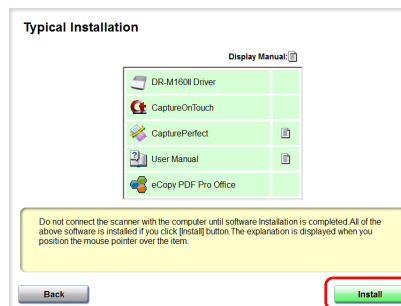 Typical Installation
Display Manual:
DR-M160II Driver
CaptureOnTouch
CapturePerfect
User Manual
eCopy PDF Pro Office
Do not connect the scanner with the computer until software Installation is completed.All of the
above software is installed if you click [Install] button.The explanation is displayed when you
position the mouse pointer over the item.
Back
Install